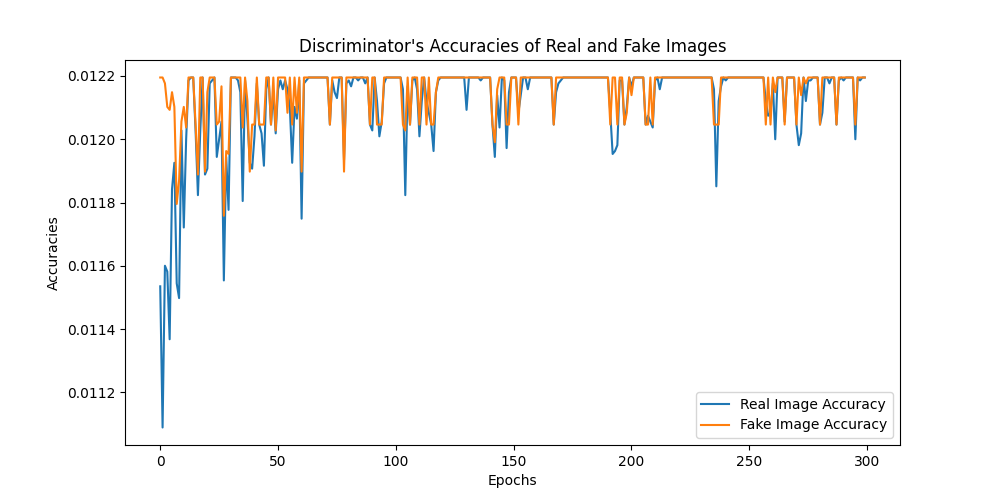 Discriminator's Accuracies of Real and Fake Images
Accuracies
0.0122
0.0120
0.0118
0.0116
0.0114
0.0112
Real Image Accuracy
Fake Image Accuracy
0 50 100 150 200 250 300
Epochs